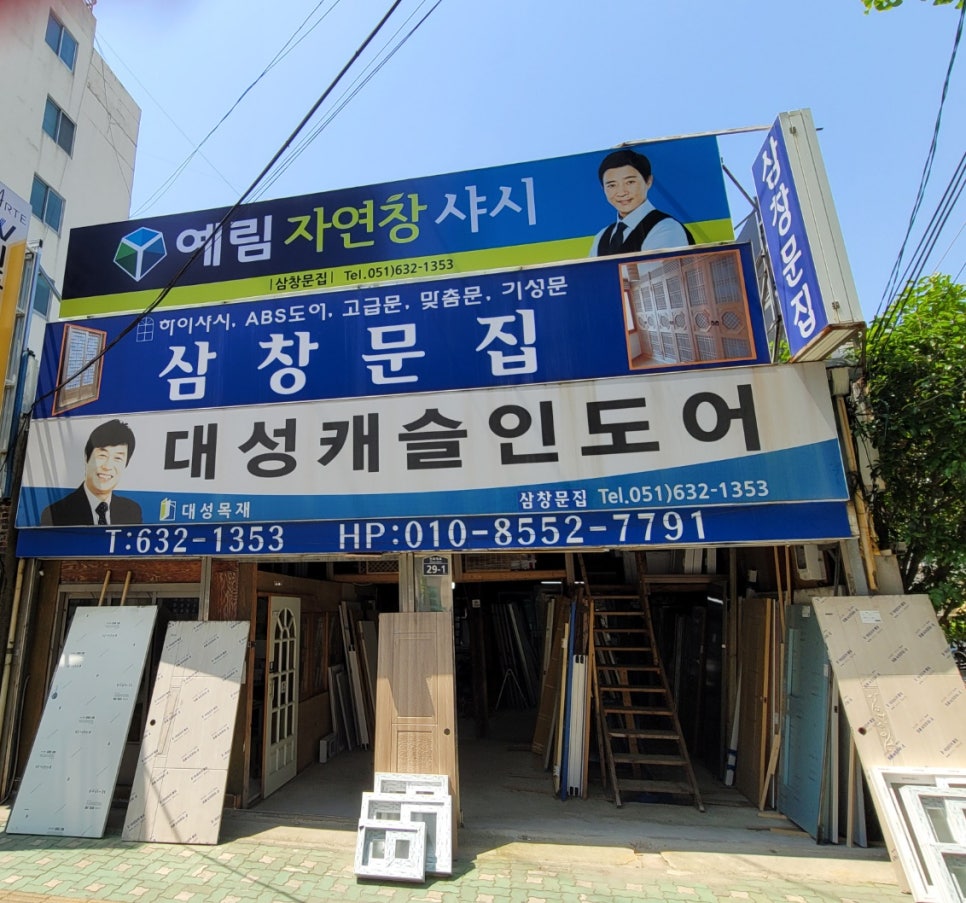 예림 자연창 샤시
|삼창문집| Tel.051)632-1353
삼창문집
하이샤시, ABS도어, 고급문, 맞춤문, 기성문
삼창문집
대성캐슬인도어
대성목재
삼창문집 Tel.051)632-1353
T:632-1353 HP:010-8552-7791
29-1